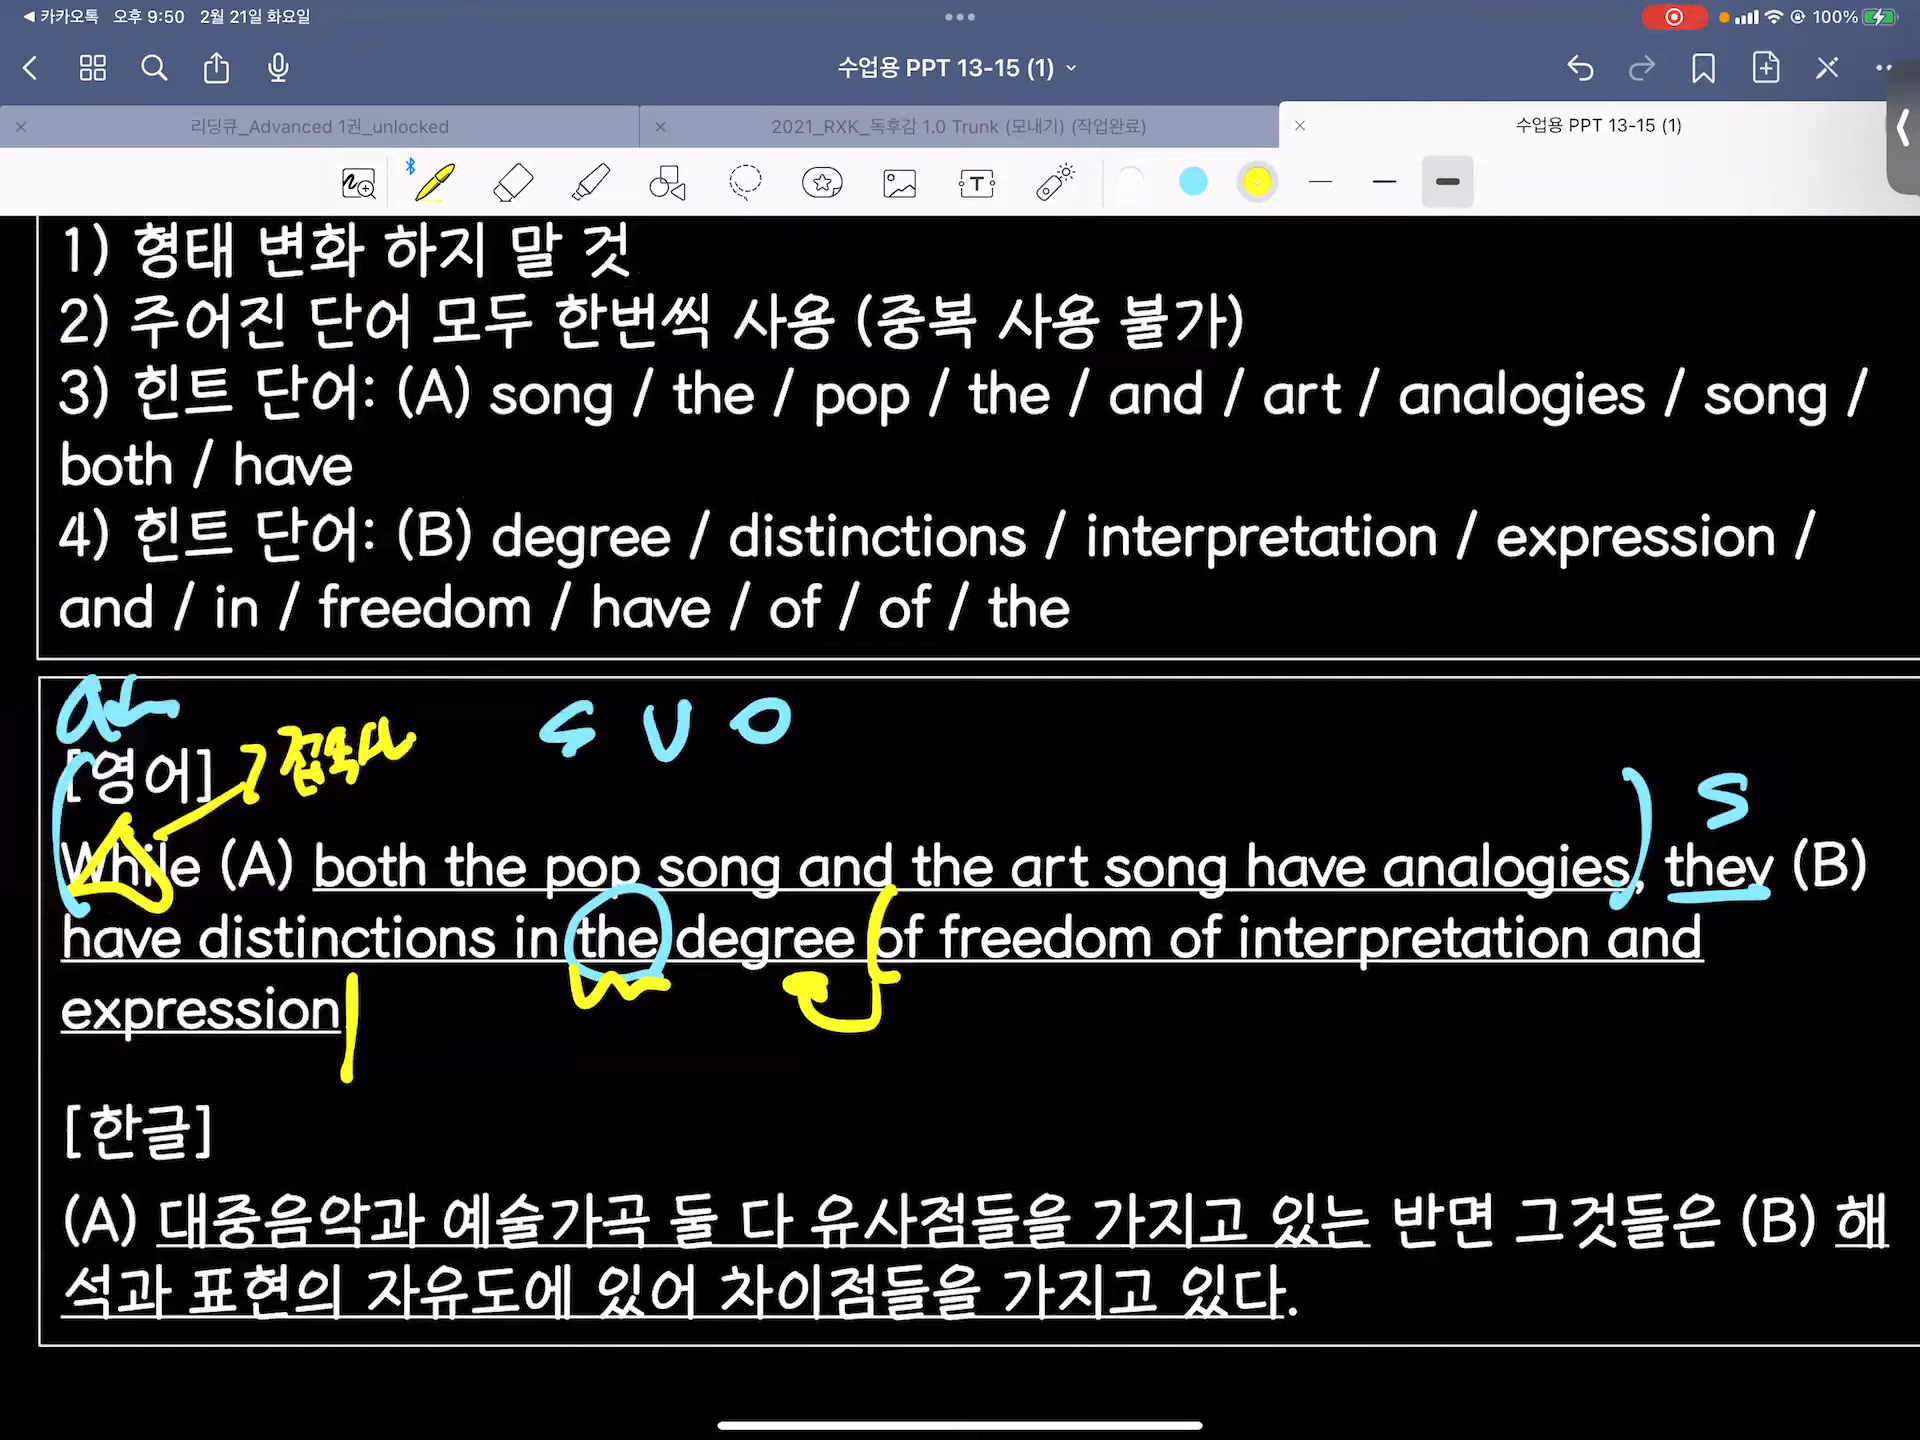 ◀ 카카오톡 오후 9:50 2월 21일 화요일 100%
수업용 PPT 13-15 (1)
리딩큐_Advanced 1권_unlocked
2021_RXK_독후감 1.0 Trunk (모내기) (작업완료)
수업용 PPT 13-15 (1)
1) 형태 변화 하지 말 것
2) 주어진 단어 모두 한번씩 사용 (중복 사용 불가)
3) 힌트 단어: (A) song / the / pop / the / and / art / analogies / song /
both / have
4) 힌트 단어: (B) degree / distinctions / interpretation / expression /
and / in / freedom / have / of / of / the
S V O
[영어] 접속사
S
While (A) both the pop song and the art song have analogies, they (B)
have distinctions in the degree of freedom of interpretation and
expression
[한글]
(A) 대중음악과 예술가곡 둘 다 유사점들을 가지고 있는 반면 그것들은 (B) 해
석과 표현의 자유도에 있어 차이점들을 가지고 있다.